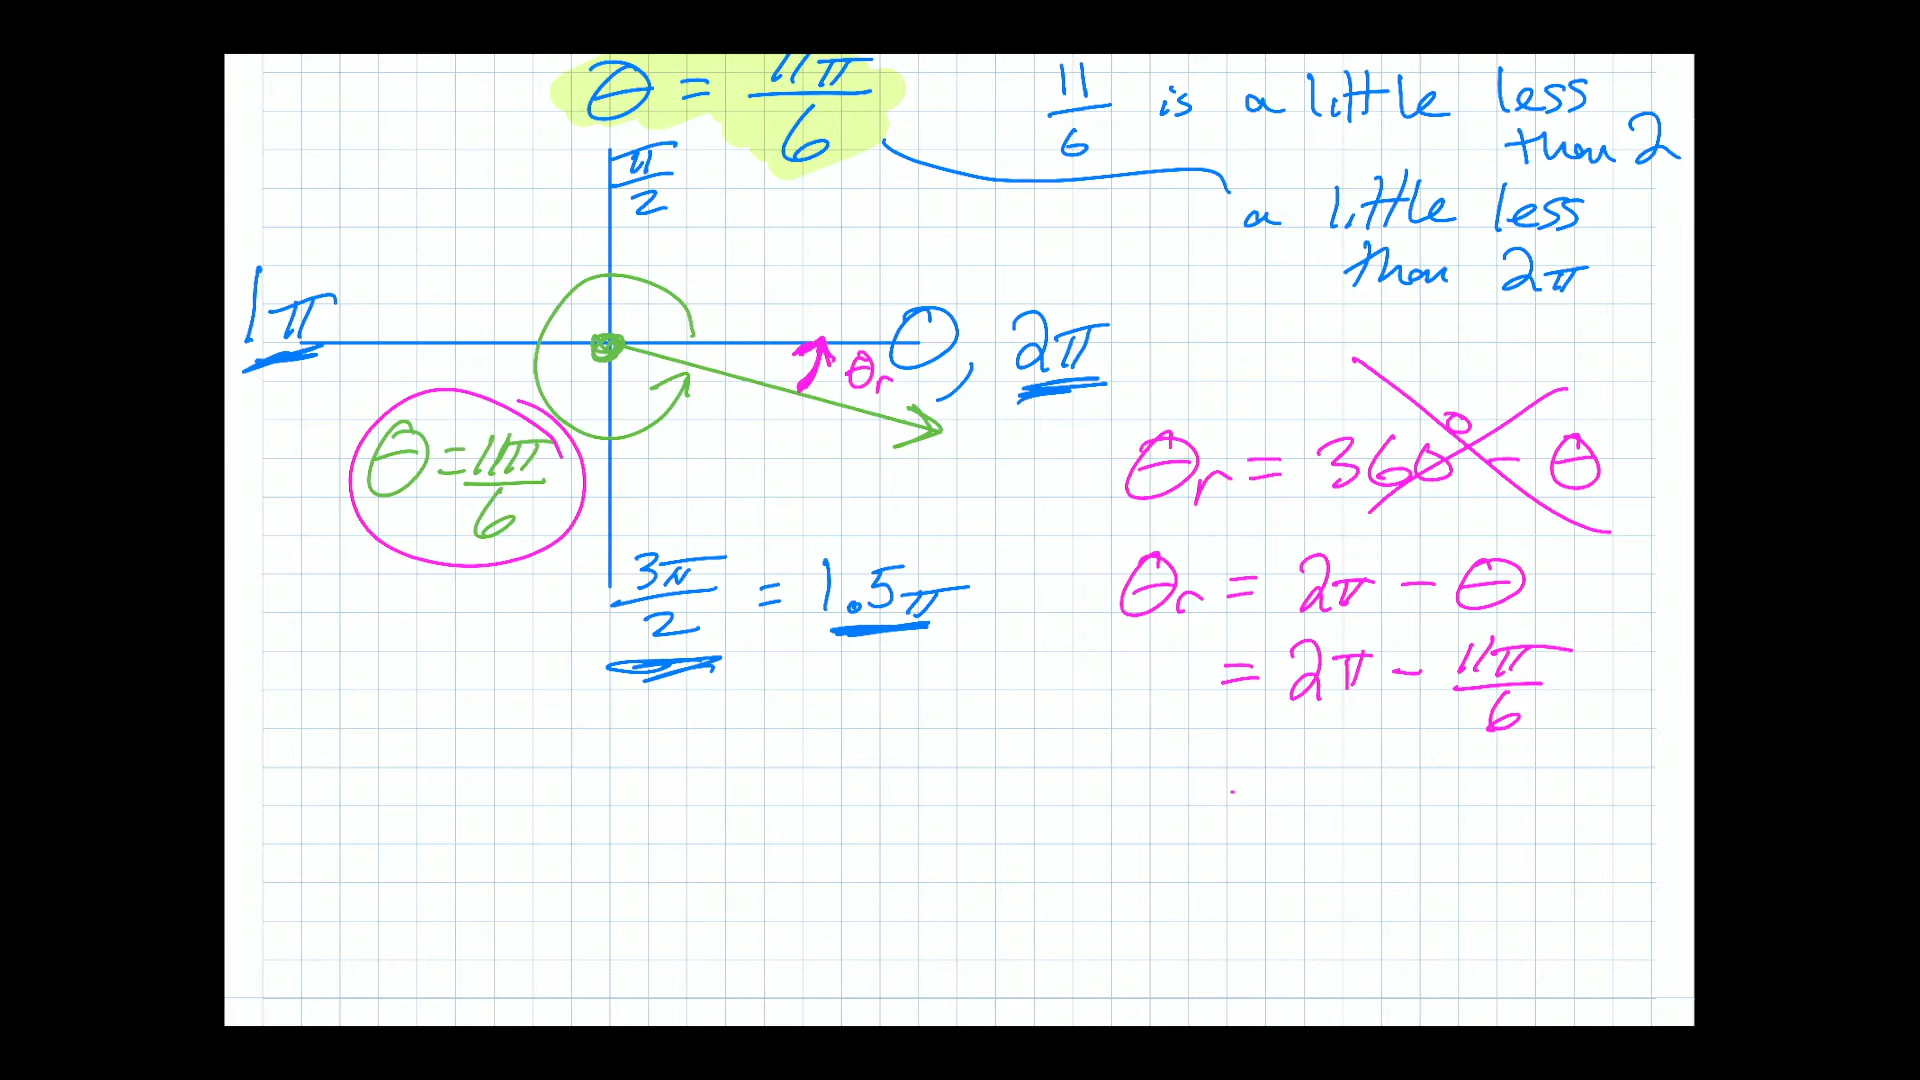 θ = 11π/6
11/6 is a little less
than 2
a little less
than 2π
π/2
1π
0, 2π
θr
θ = 11π/6
θr = 360° - θ
3π/2 = 1.5π
θr = 2π - θ
= 2π - 11π/6